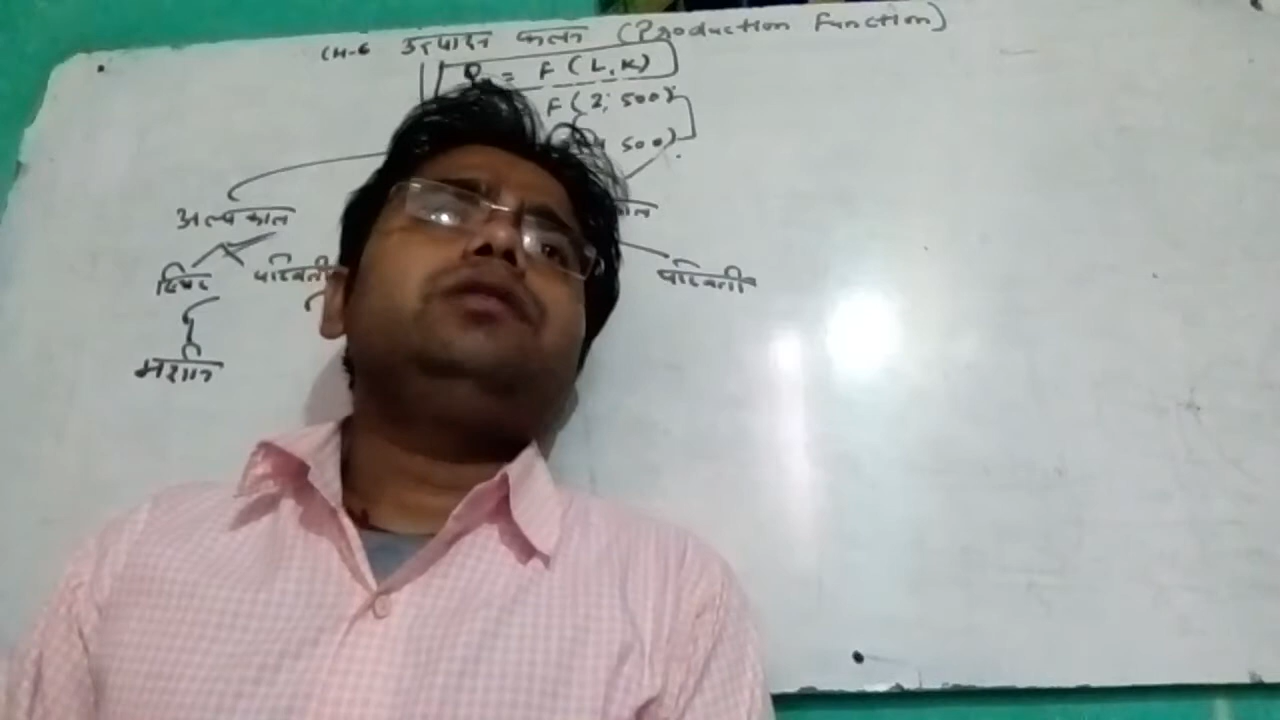 CH-6 उत्पादन फलन (Production Function)
Q = F (L, K)
F (2, 500)
500)
अल्पकाल
स्थिर परिवर्ती परिवर्ती
मशीन